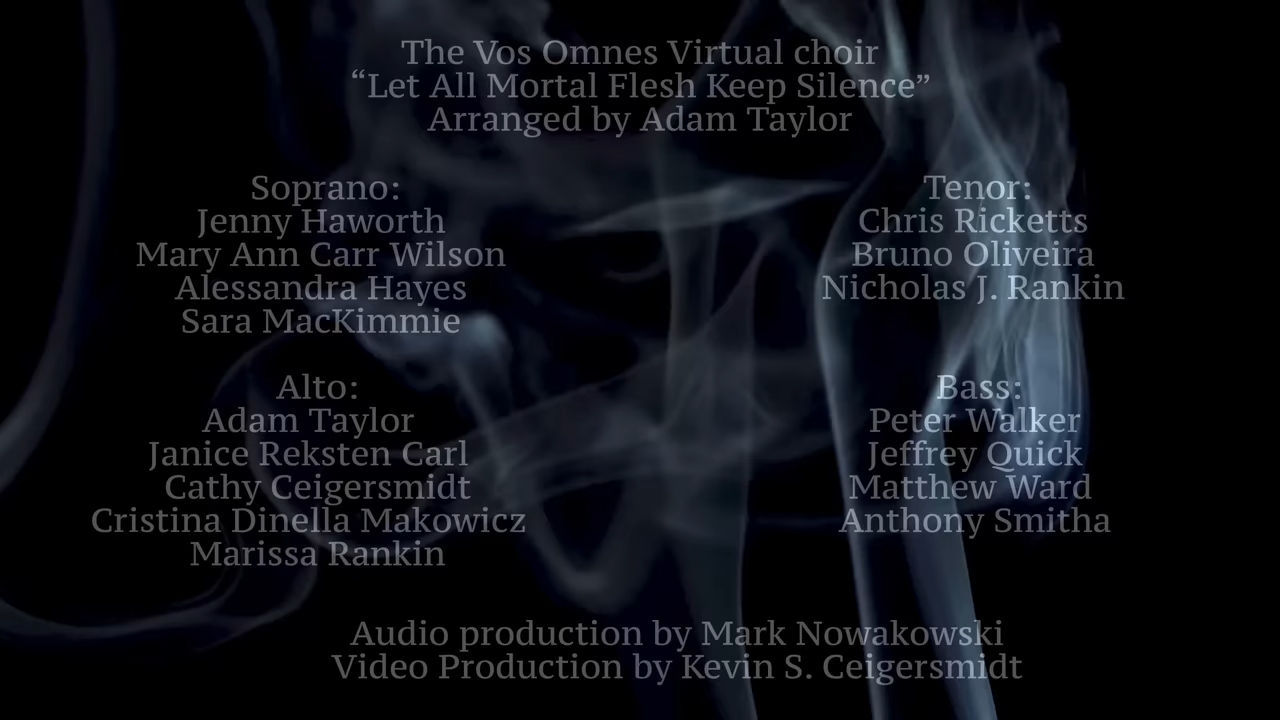 The Vos Omnes Virtual choir
“Let All Mortal Flesh Keep Silence”
Arranged by Adam Taylor
Soprano:
Jenny Haworth
Mary Ann Carr Wilson
Alessandra Hayes
Sara MacKimmie
Alto:
Adam Taylor
Janice Reksten Carl
Cathy Ceigersmidt
Cristina Dinella Makowicz
Marissa Rankin
Tenor:
Chris Ricketts
Bruno Oliveira
Nicholas J. Rankin
Bass:
Peter Walker
Jeffrey Quick
Matthew Ward
Anthony Smitha
Audio production by Mark Nowakowski
Video Production by Kevin S. Ceigersmidt